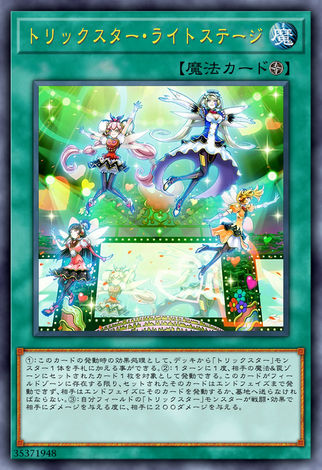 トリックスター・ライトステージ 魔
【魔法カード】
①：このカードの発動時の効果処理として、デッキから「トリックスター」モン
スター１体を手札に加える事ができる。②：１ターンに１度、相手の魔法＆罠ゾ
ーンにセットされたカード１枚を対象として発動できる。このカードがフィー
ルドゾーンに存在する限り、セットされたそのカードはエンドフェイズまで発
動できず、相手はエンドフェイズにそのカードを発動するか、墓地へ送らなけれ
ばならない。③：自分フィールドの「トリックスター」モンスターが戦闘・効果で
相手にダメージを与える度に、相手に２００ダメージを与える。
35371948